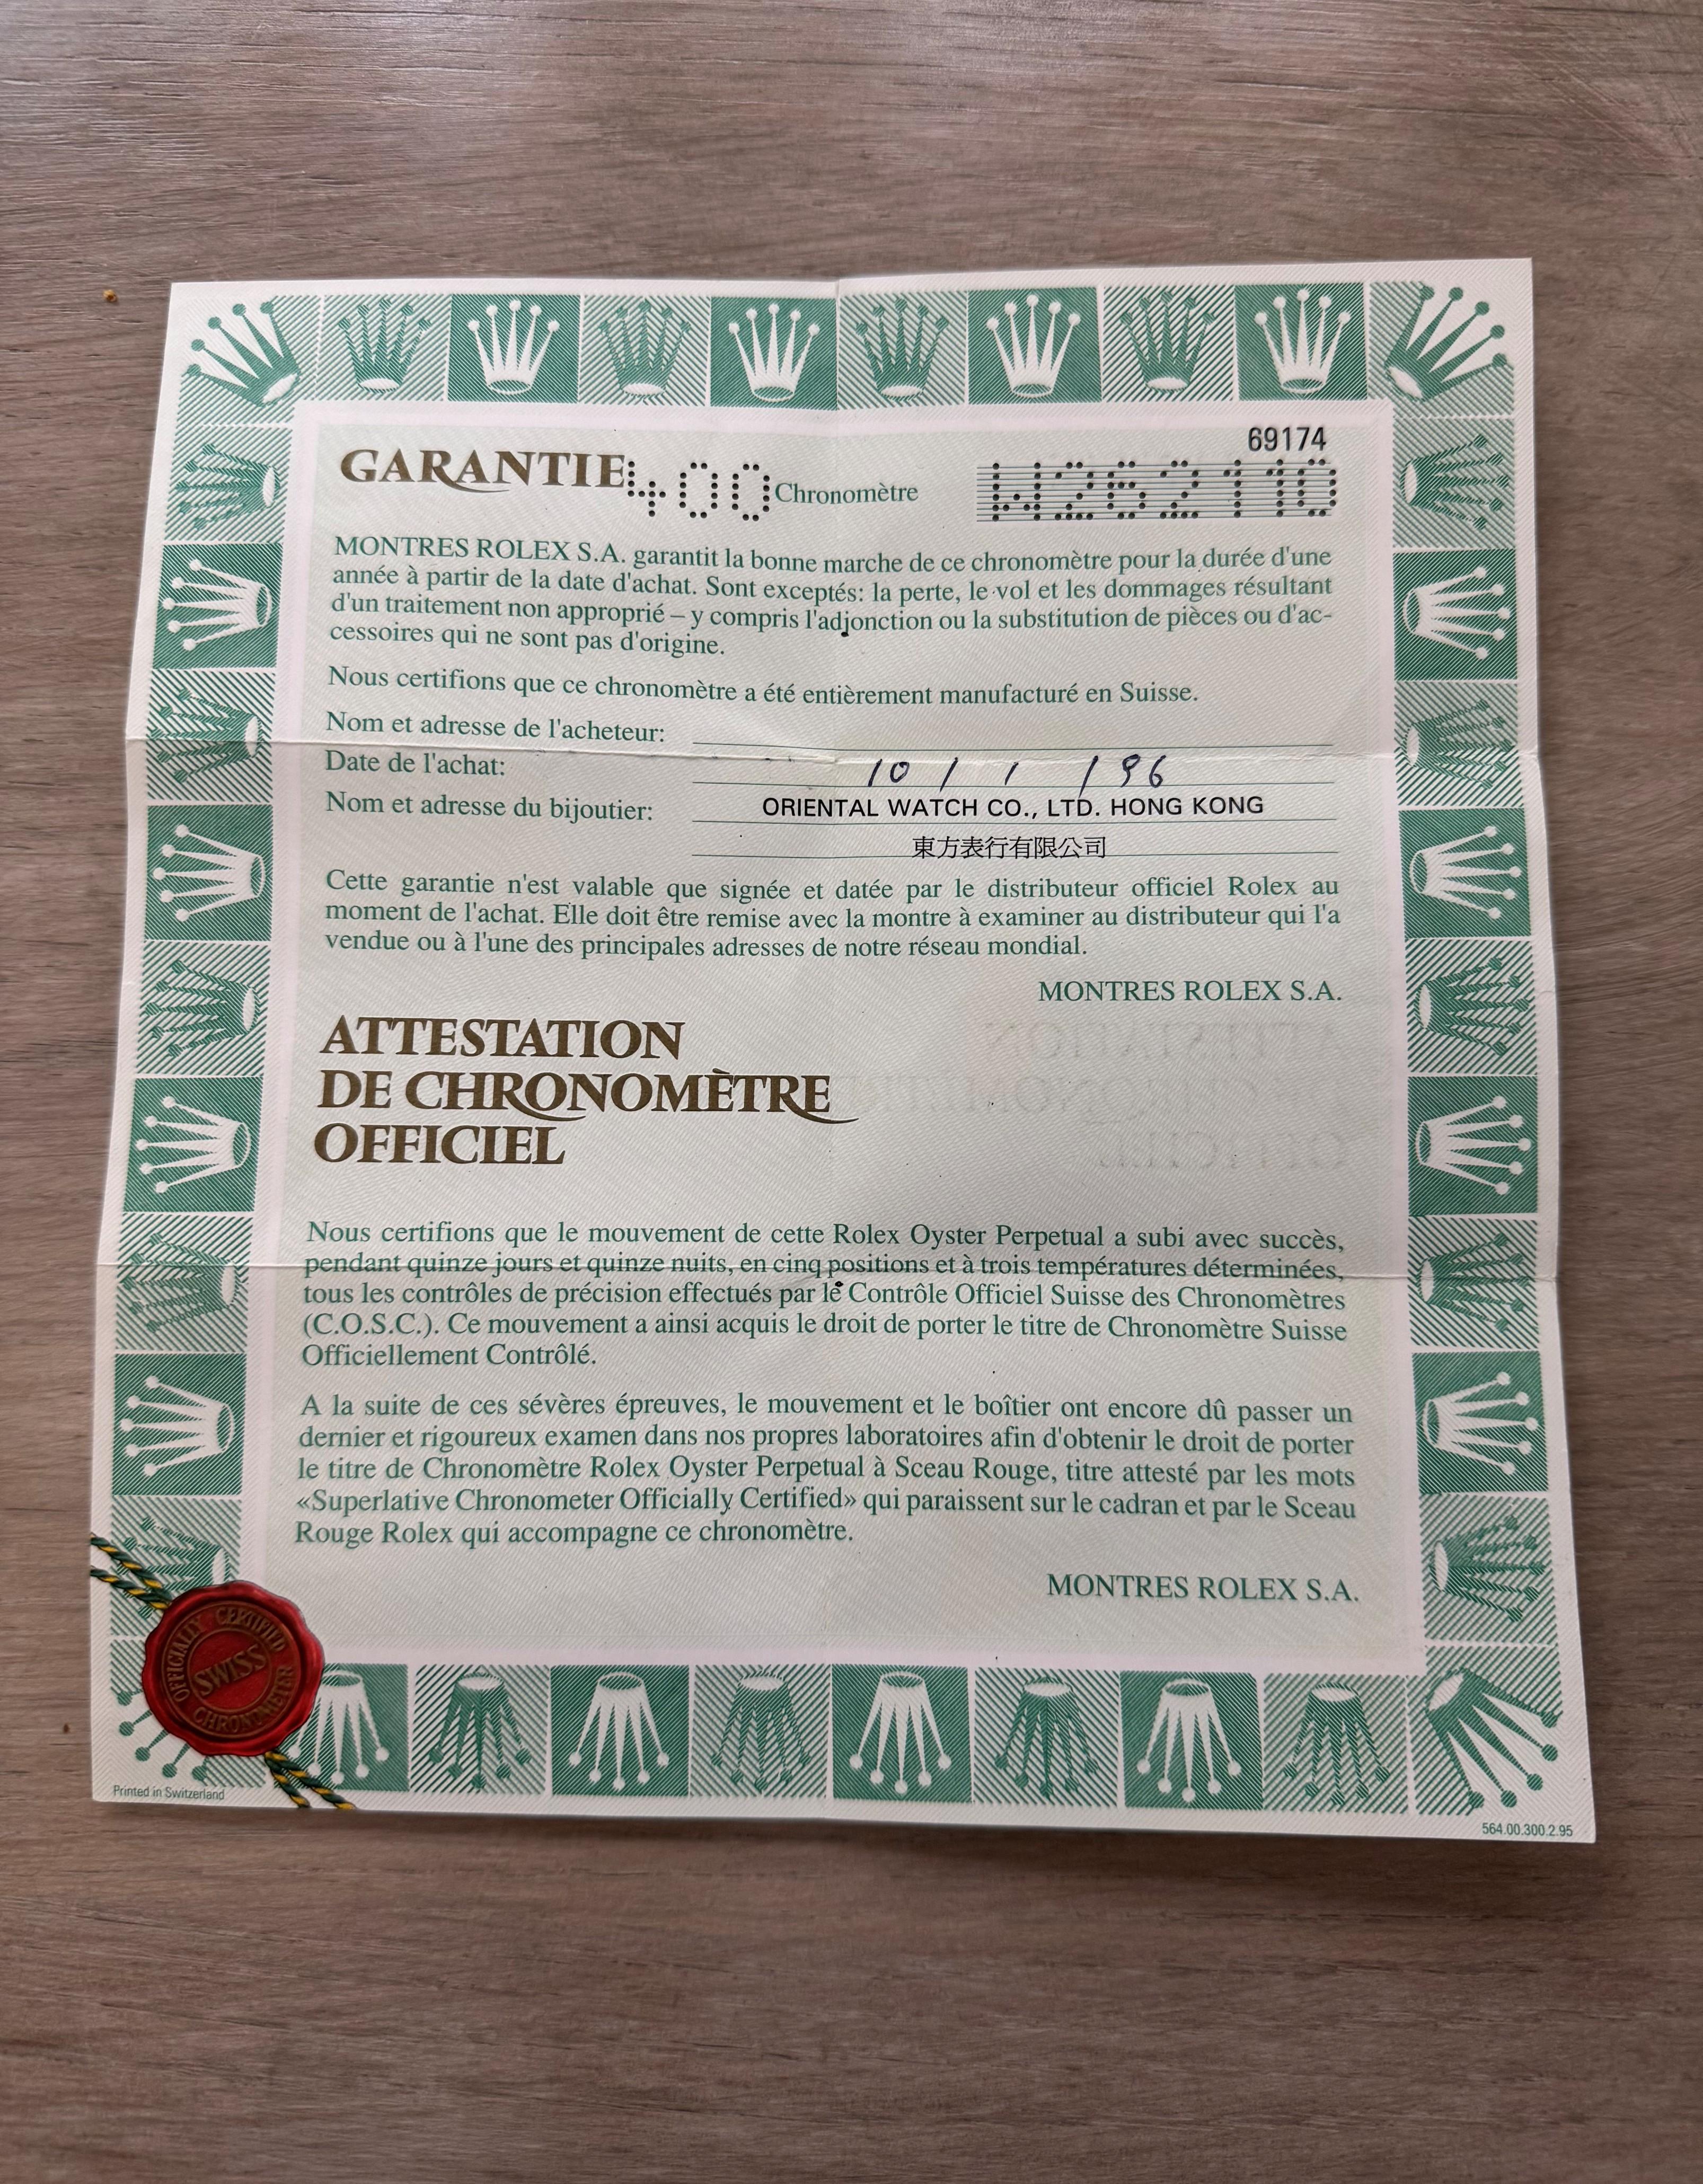 69174
GARANTIE 400 Chronomètre W262110
MONTRES ROLEX S.A. garantit la bonne marche de ce chronomètre pour la durée d'une
année à partir de la date d'achat. Sont exceptés: la perte, le vol et les dommages résultant
d'un traitement non approprié – y compris l'adjonction ou la substitution de pièces ou d'ac-
cessoires qui ne sont pas d'origine.
Nous certifions que ce chronomètre a été entièrement manufacturé en Suisse.
Nom et adresse de l'acheteur:
Date de l'achat: 10 / 1 / 96
Nom et adresse du bijoutier: ORIENTAL WATCH CO., LTD. HONG KONG
東方表行有限公司
Cette garantie n'est valable que signée et datée par le distributeur officiel Rolex au
moment de l'achat. Elle doit être remise avec la montre à examiner au distributeur qui l'a
vendue ou à l'une des principales adresses de notre réseau mondial.
MONTRES ROLEX S.A.
ATTESTATION
DE CHRONOMÈTRE
OFFICIEL
Nous certifions que le mouvement de cette Rolex Oyster Perpetual a subi avec succès,
pendant quinze jours et quinze nuits, en cinq positions et à trois températures déterminées,
tous les contrôles de précision effectués par le Contrôle Officiel Suisse des Chronomètres
(C.O.S.C.). Ce mouvement a ainsi acquis le droit de porter le titre de Chronomètre Suisse
Officiellement Contrôlé.
A la suite de ces sévères épreuves, le mouvement et le boîtier ont encore dû passer un
dernier et rigoureux examen dans nos propres laboratoires afin d'obtenir le droit de porter
le titre de Chronomètre Rolex Oyster Perpetual à Sceau Rouge, titre attesté par les mots
«Superlative Chronometer Officially Certified» qui paraissent sur le cadran et par le Sceau
Rouge Rolex qui accompagne ce chronomètre.
MONTRES ROLEX S.A.
OFFICIALLY CERTIFIED
SWISS
CHRONOMETER
Printed in Switzerland
564.00.300.2.95